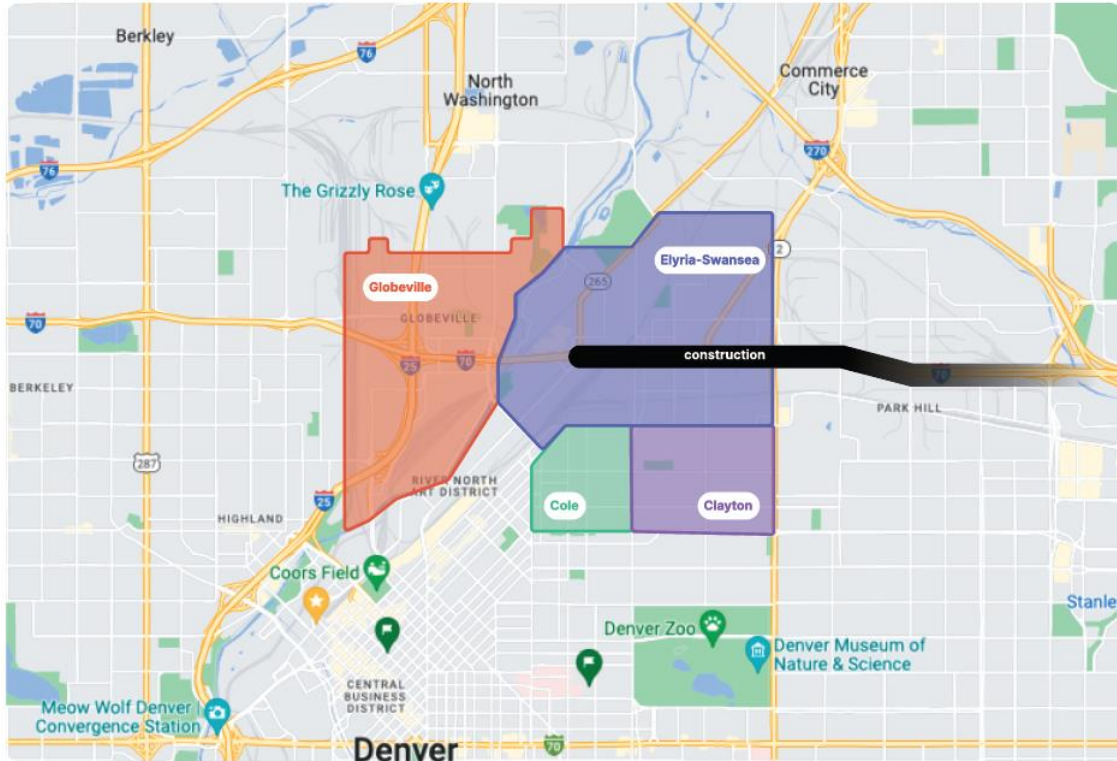 Berkley
76
North
Washington
Commerce
City
270
76
The Grizzly Rose
2
Elyria-Swansea
Globeville
265
GLOBEVILLE
70
construction
25
70
70
BERKELEY
PARK HILL
287
RIVER NORTH
ART DISTRICT
25
Cole
Clayton
HIGHLAND
Coors Field
Stanle
Denver Zoo
Denver Museum of
Nature & Science
CENTRAL
BUSINESS
DISTRICT
Meow Wolf Denver |
Convergence Station
Denver
70